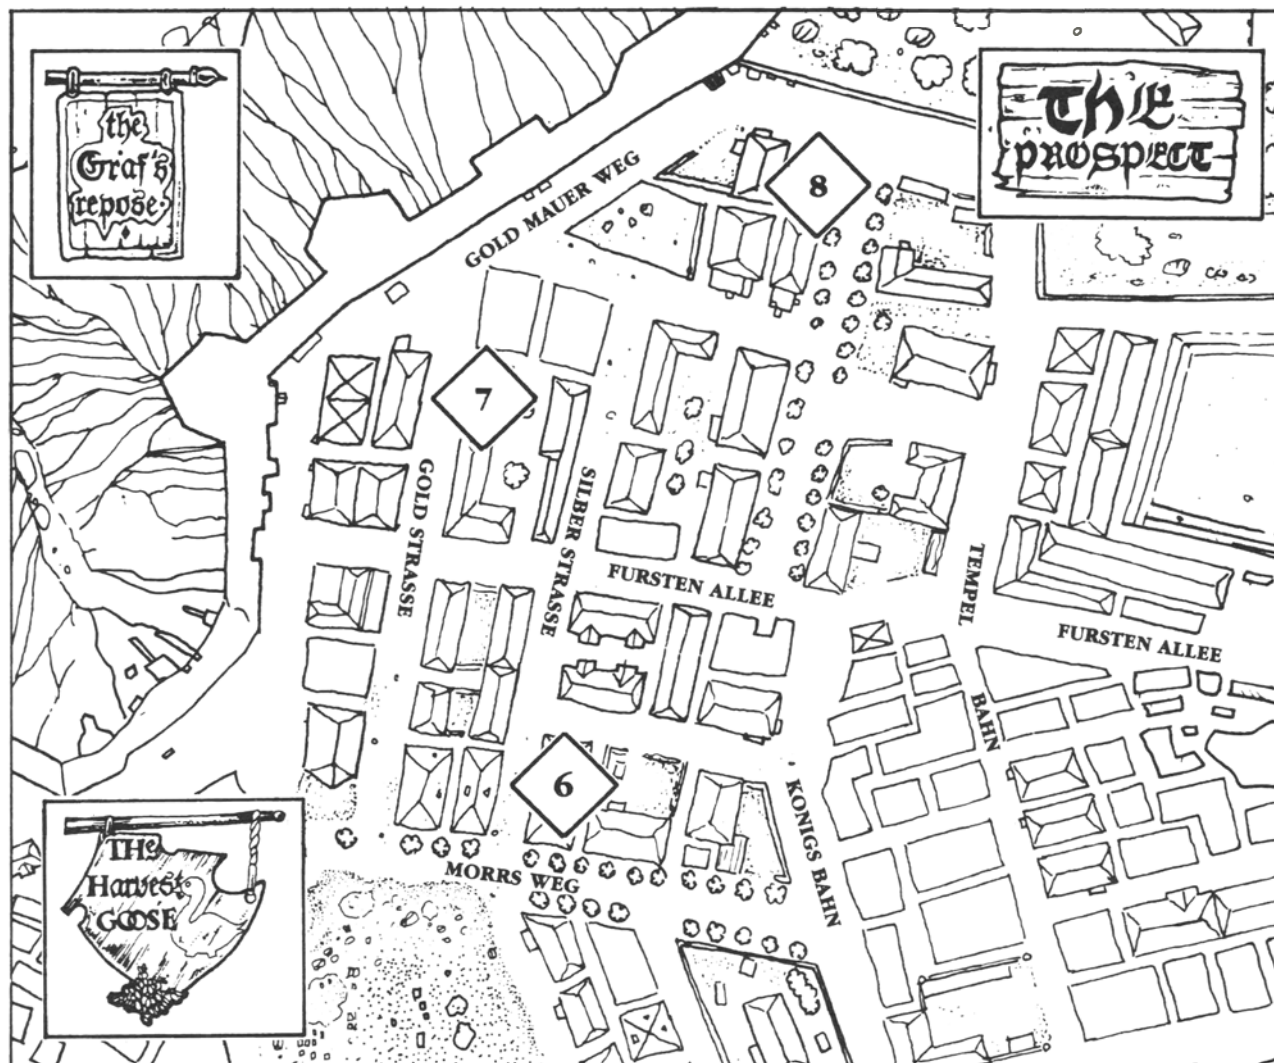 the
Graf's
repose
THE
PROSPECT
8
GOLD MAUER WEG
7
GOLD STRASSE
SILBER STRASSE
FURSTEN ALLEE
TEMPEL
BAHN
FURSTEN ALLEE
6
KONIGS BAHN
MORRS WEG
THE
Harvest
GOOSE